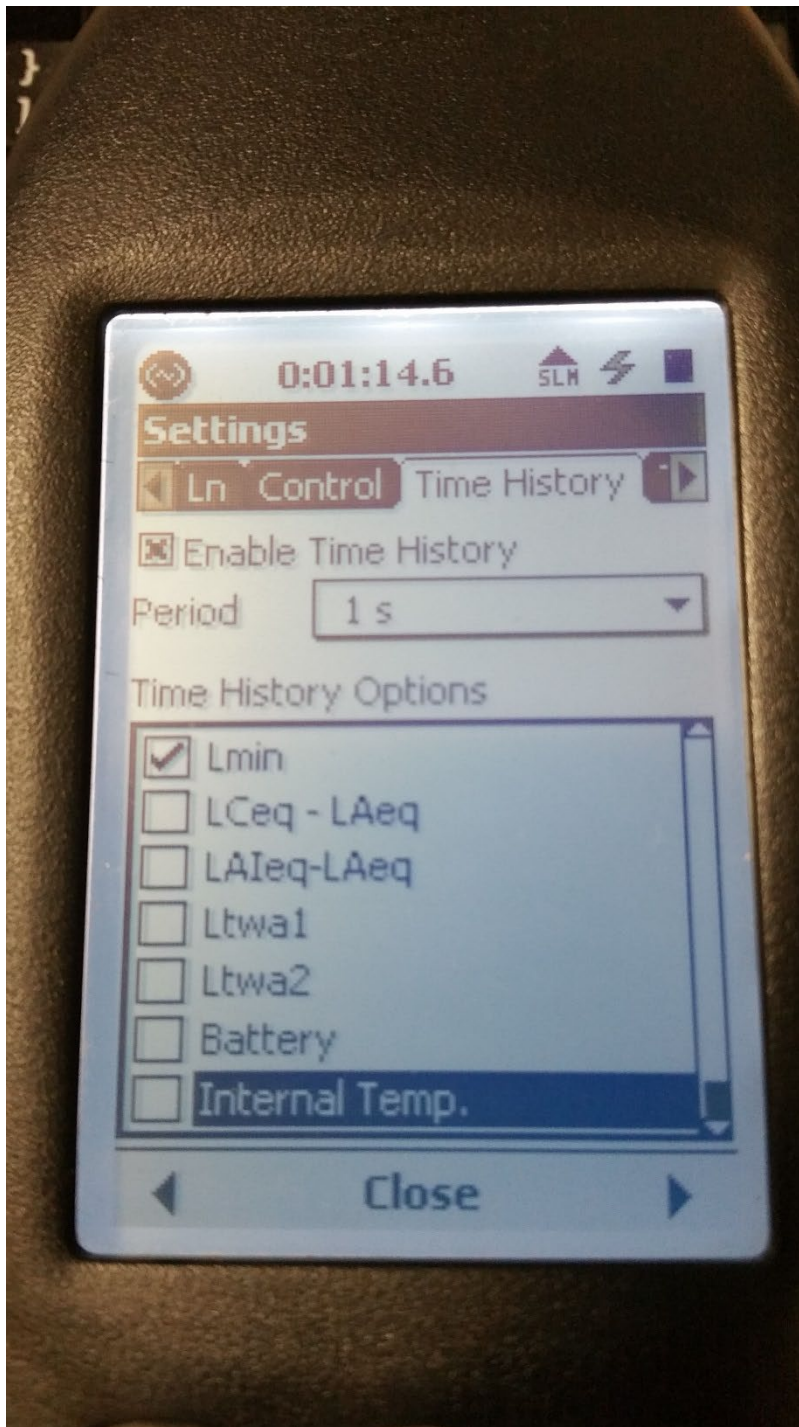 }
0:01:14.6 SLM
Settings
Ln Control Time History
Enable Time History
Period 1 s
Time History Options
Lmin
LCeq - LAeq
LAIeq-LAeq
Ltwa1
Ltwa2
Battery
Internal Temp.
Close